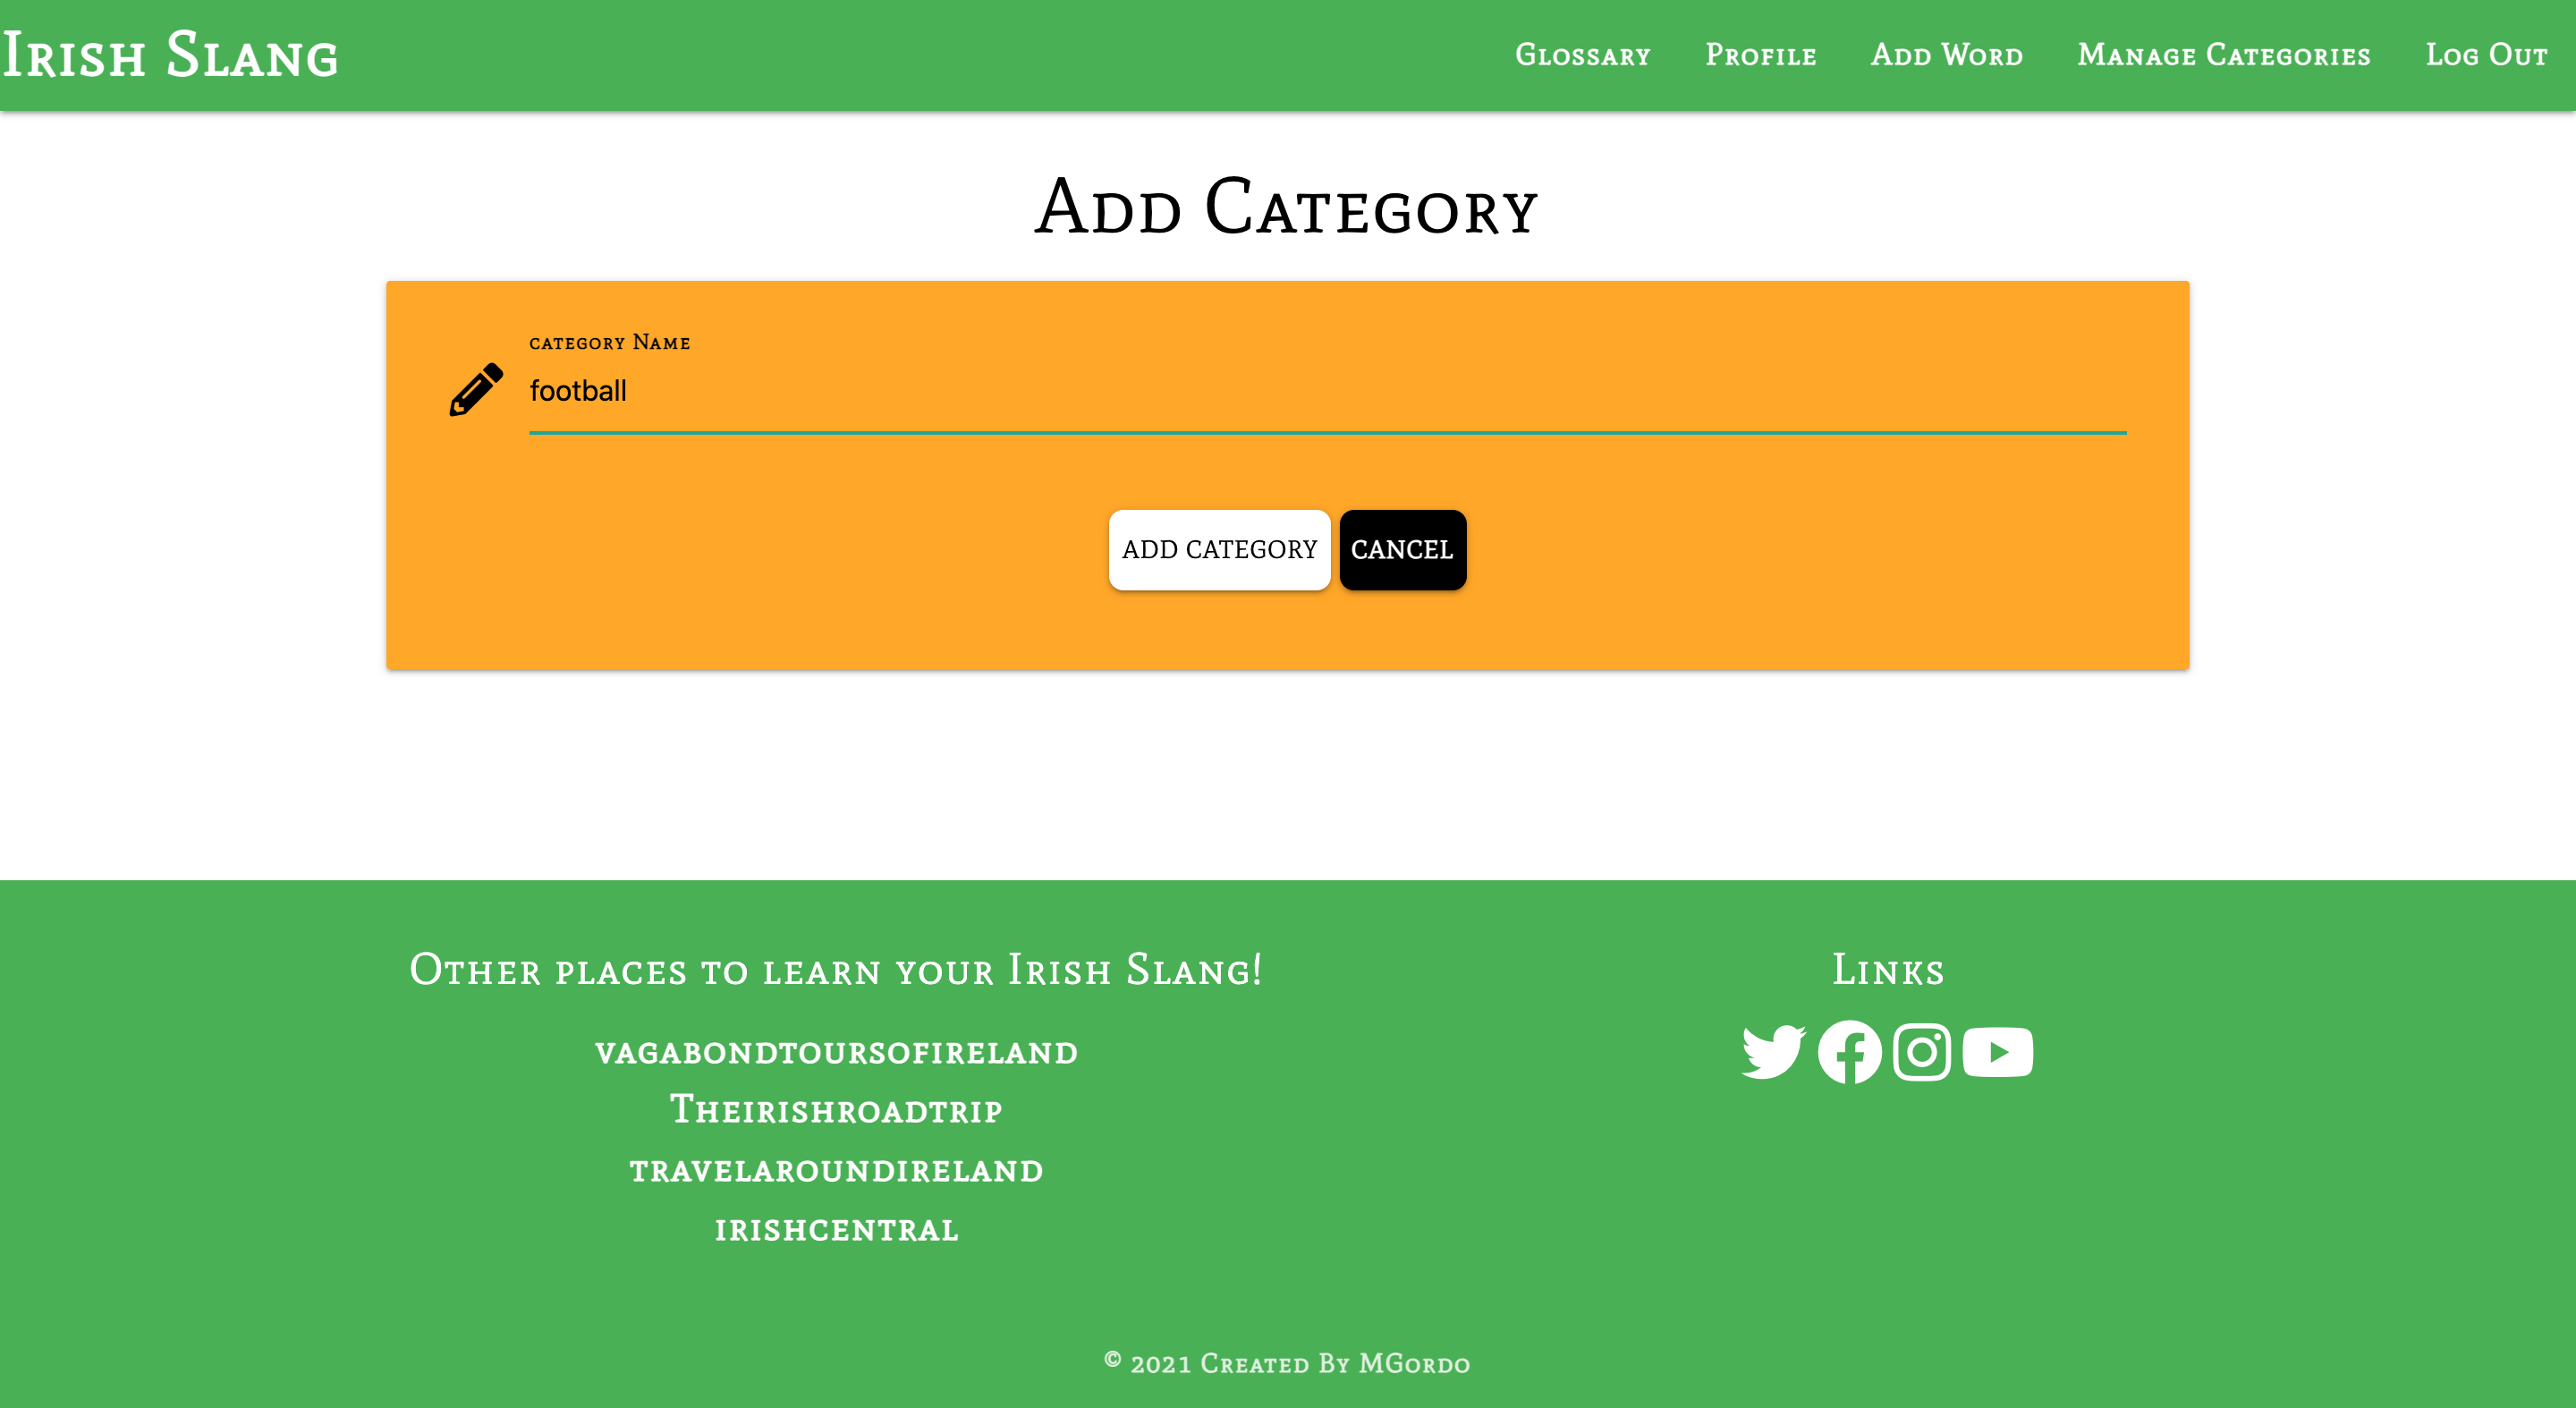 Irish Slang
Glossary Profile Add Word Manage Categories Log Out
Add Category
category Name
football
ADD CATEGORY CANCEL
Other places to learn your Irish Slang!
vagabondtoursofireland
Theirishroadtrip
travelaroundireland
irishcentral
Links
© 2021 Created By MGordo